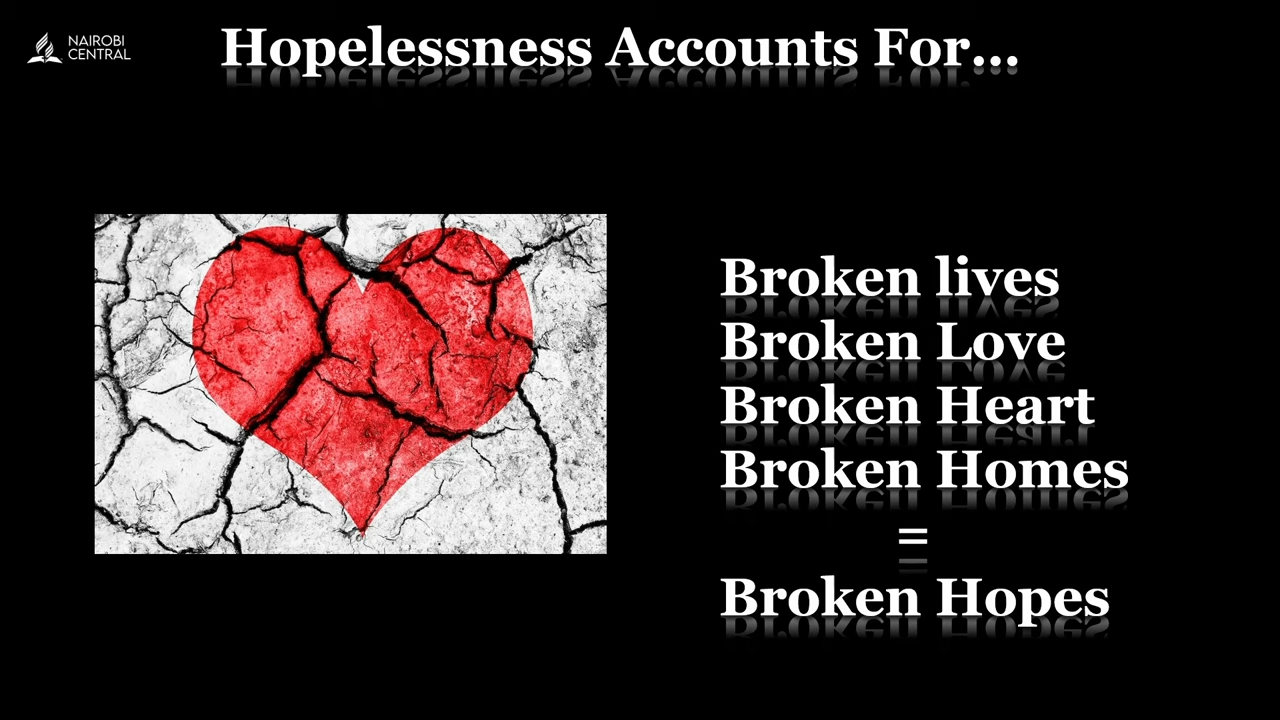 NAIROBI
CENTRAL
Hopelessness Accounts For...
Broken lives
Broken Love
Broken Heart
Broken Homes
=
Broken Hopes